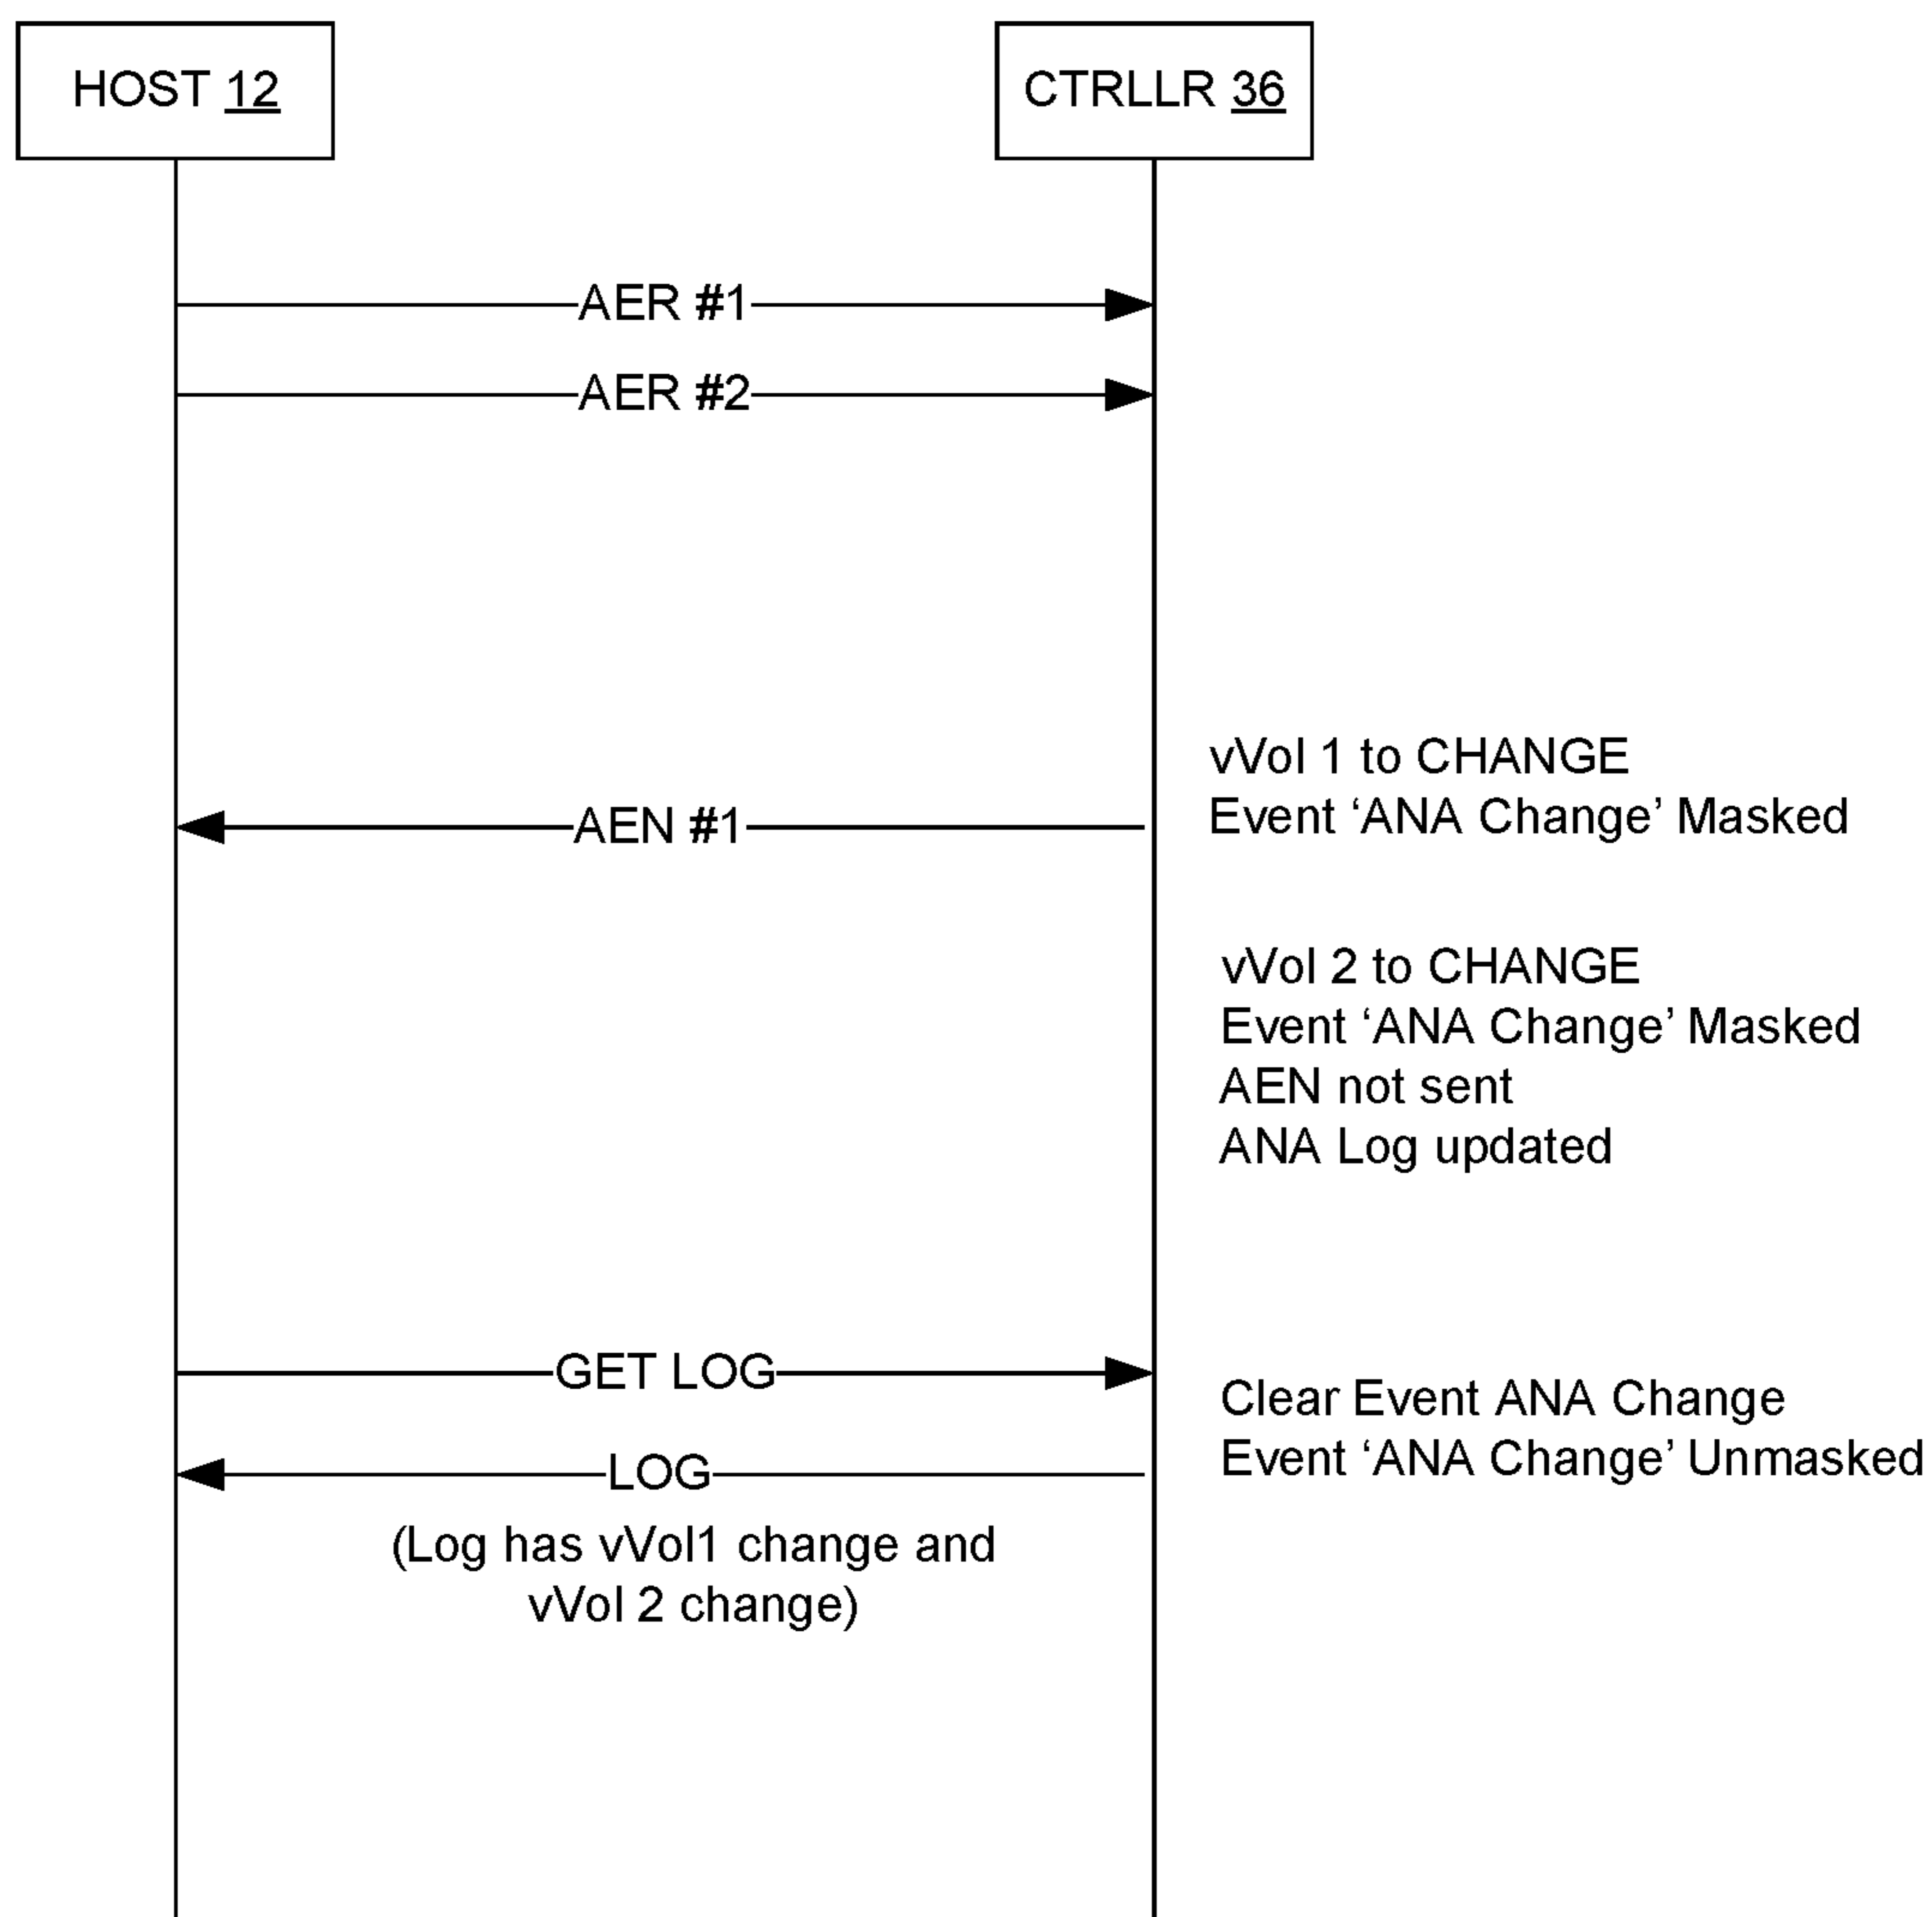 HOST 12
CTRLLR 36
AER #1
AER #2
vVol 1 to CHANGE
Event ‘ANA Change’ Masked
AEN #1
vVol 2 to CHANGE
Event ‘ANA Change’ Masked
AEN not sent
ANA Log updated
GET LOG
Clear Event ANA Change
Event ‘ANA Change’ Unmasked
LOG
(Log has vVol1 change and
vVol 2 change)